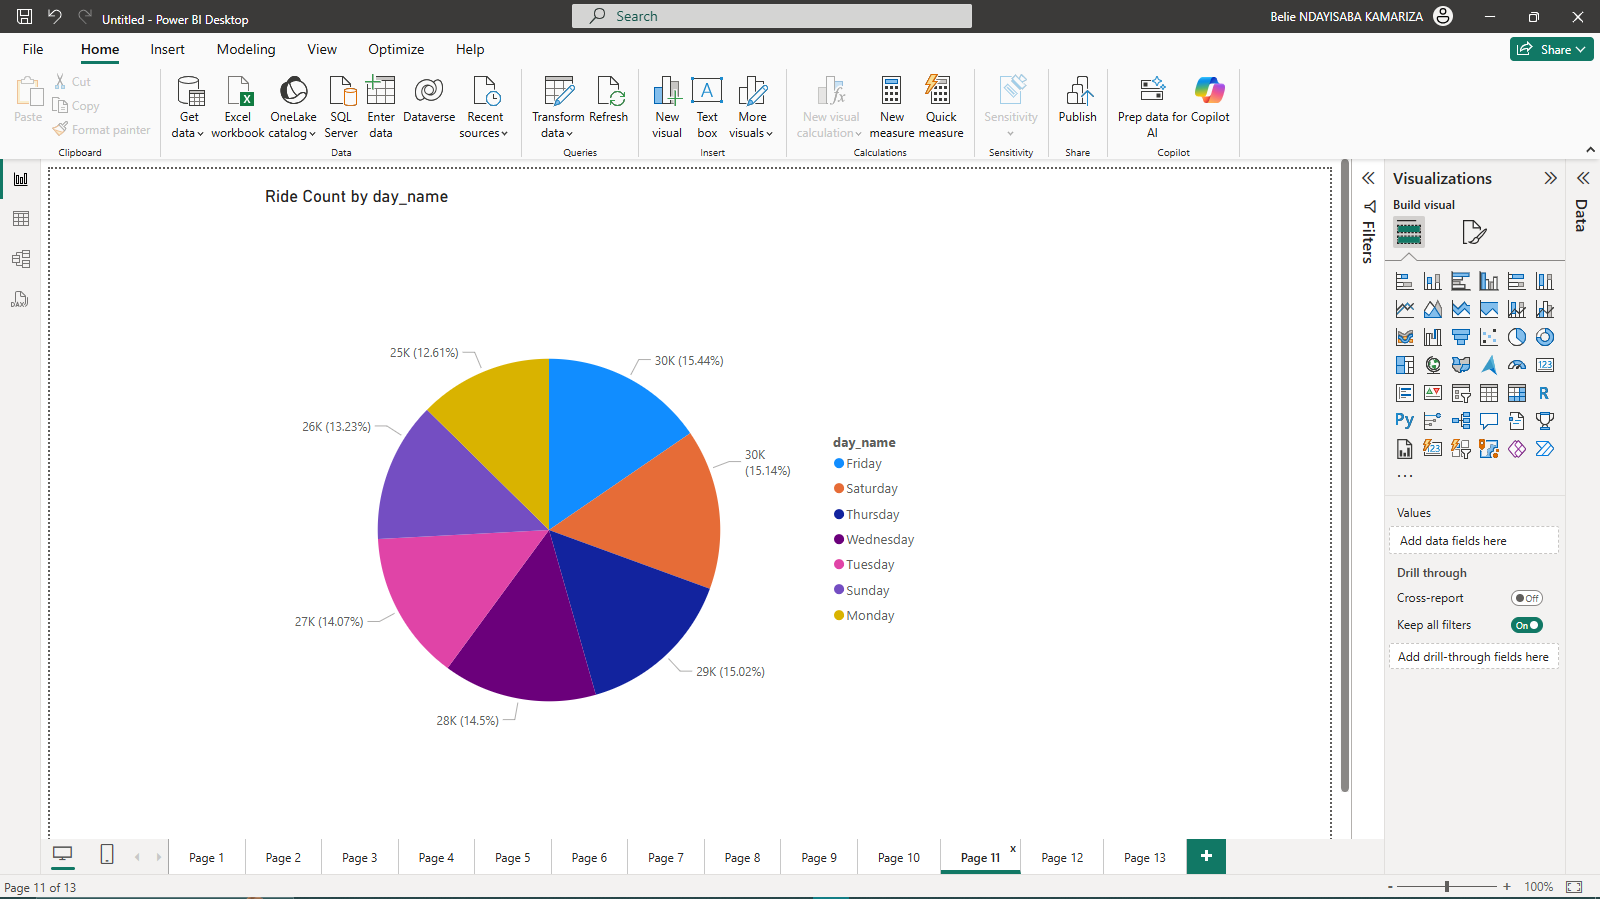 Untitled - Power BI Desktop
Search
Belie NDAYISABA KAMARIZA
File
Home
Insert
Modeling
View
Optimize
Help
Share
Paste
Cut
Copy
Format painter
Clipboard
Get
data
Excel
workbook
OneLake
catalog
SQL
Server
Enter
data
Dataverse
Recent
sources
Data
Transform
data
Refresh
Queries
New
visual
Text
box
More
visuals
Insert
New visual
calculation
New
measure
Quick
measure
Calculations
Sensitivity
Sensitivity
Publish
Share
Prep data for
AI
Copilot
Copilot
Ride Count by day_name
25K (12.61%)
30K (15.44%)
26K (13.23%)
30K
(15.14%)
27K (14.07%)
29K (15.02%)
28K (14.5%)
day_name
Friday
Saturday
Thursday
Wednesday
Tuesday
Sunday
Monday
Filters
Visualizations
Build visual
123
R
Py
123
...
Values
Add data fields here
Drill through
Cross-report
Off
Keep all filters
On
Add drill-through fields here
Data
DAX
Page 1
Page 2
Page 3
Page 4
Page 5
Page 6
Page 7
Page 8
Page 9
Page 10
Page 11
x
Page 12
Page 13
+
Page 11 of 13
-
+
100%